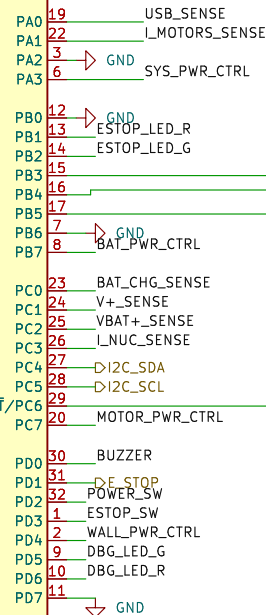 PA0 19 USB_SENSE
PA1 22 I_MOTORS_SENSE
PA2 3 GND
PA3 6 SYS_PWR_CTRL
PB0 12 GND
PB1 13 ESTOP_LED_R
PB2 14 ESTOP_LED_G
PB3 15
PB4 16
PB5 17
PB6 7 GND
PB7 8 BAT_PWR_CTRL
PC0 23 BAT_CHG_SENSE
PC1 24 V+_SENSE
PC2 25 VBAT+_SENSE
PC3 26 I_NUC_SENSE
PC4 27 I2C_SDA
PC5 28 I2C_SCL
/PC6 29
PC7 20 MOTOR_PWR_CTRL
PD0 30 BUZZER
PD1 31 E_STOP
PD2 32 POWER_SW
PD3 1 ESTOP_SW
PD4 2 WALL_PWR_CTRL
PD5 9 DBG_LED_G
PD6 10 DBG_LED_R
PD7 11
GND